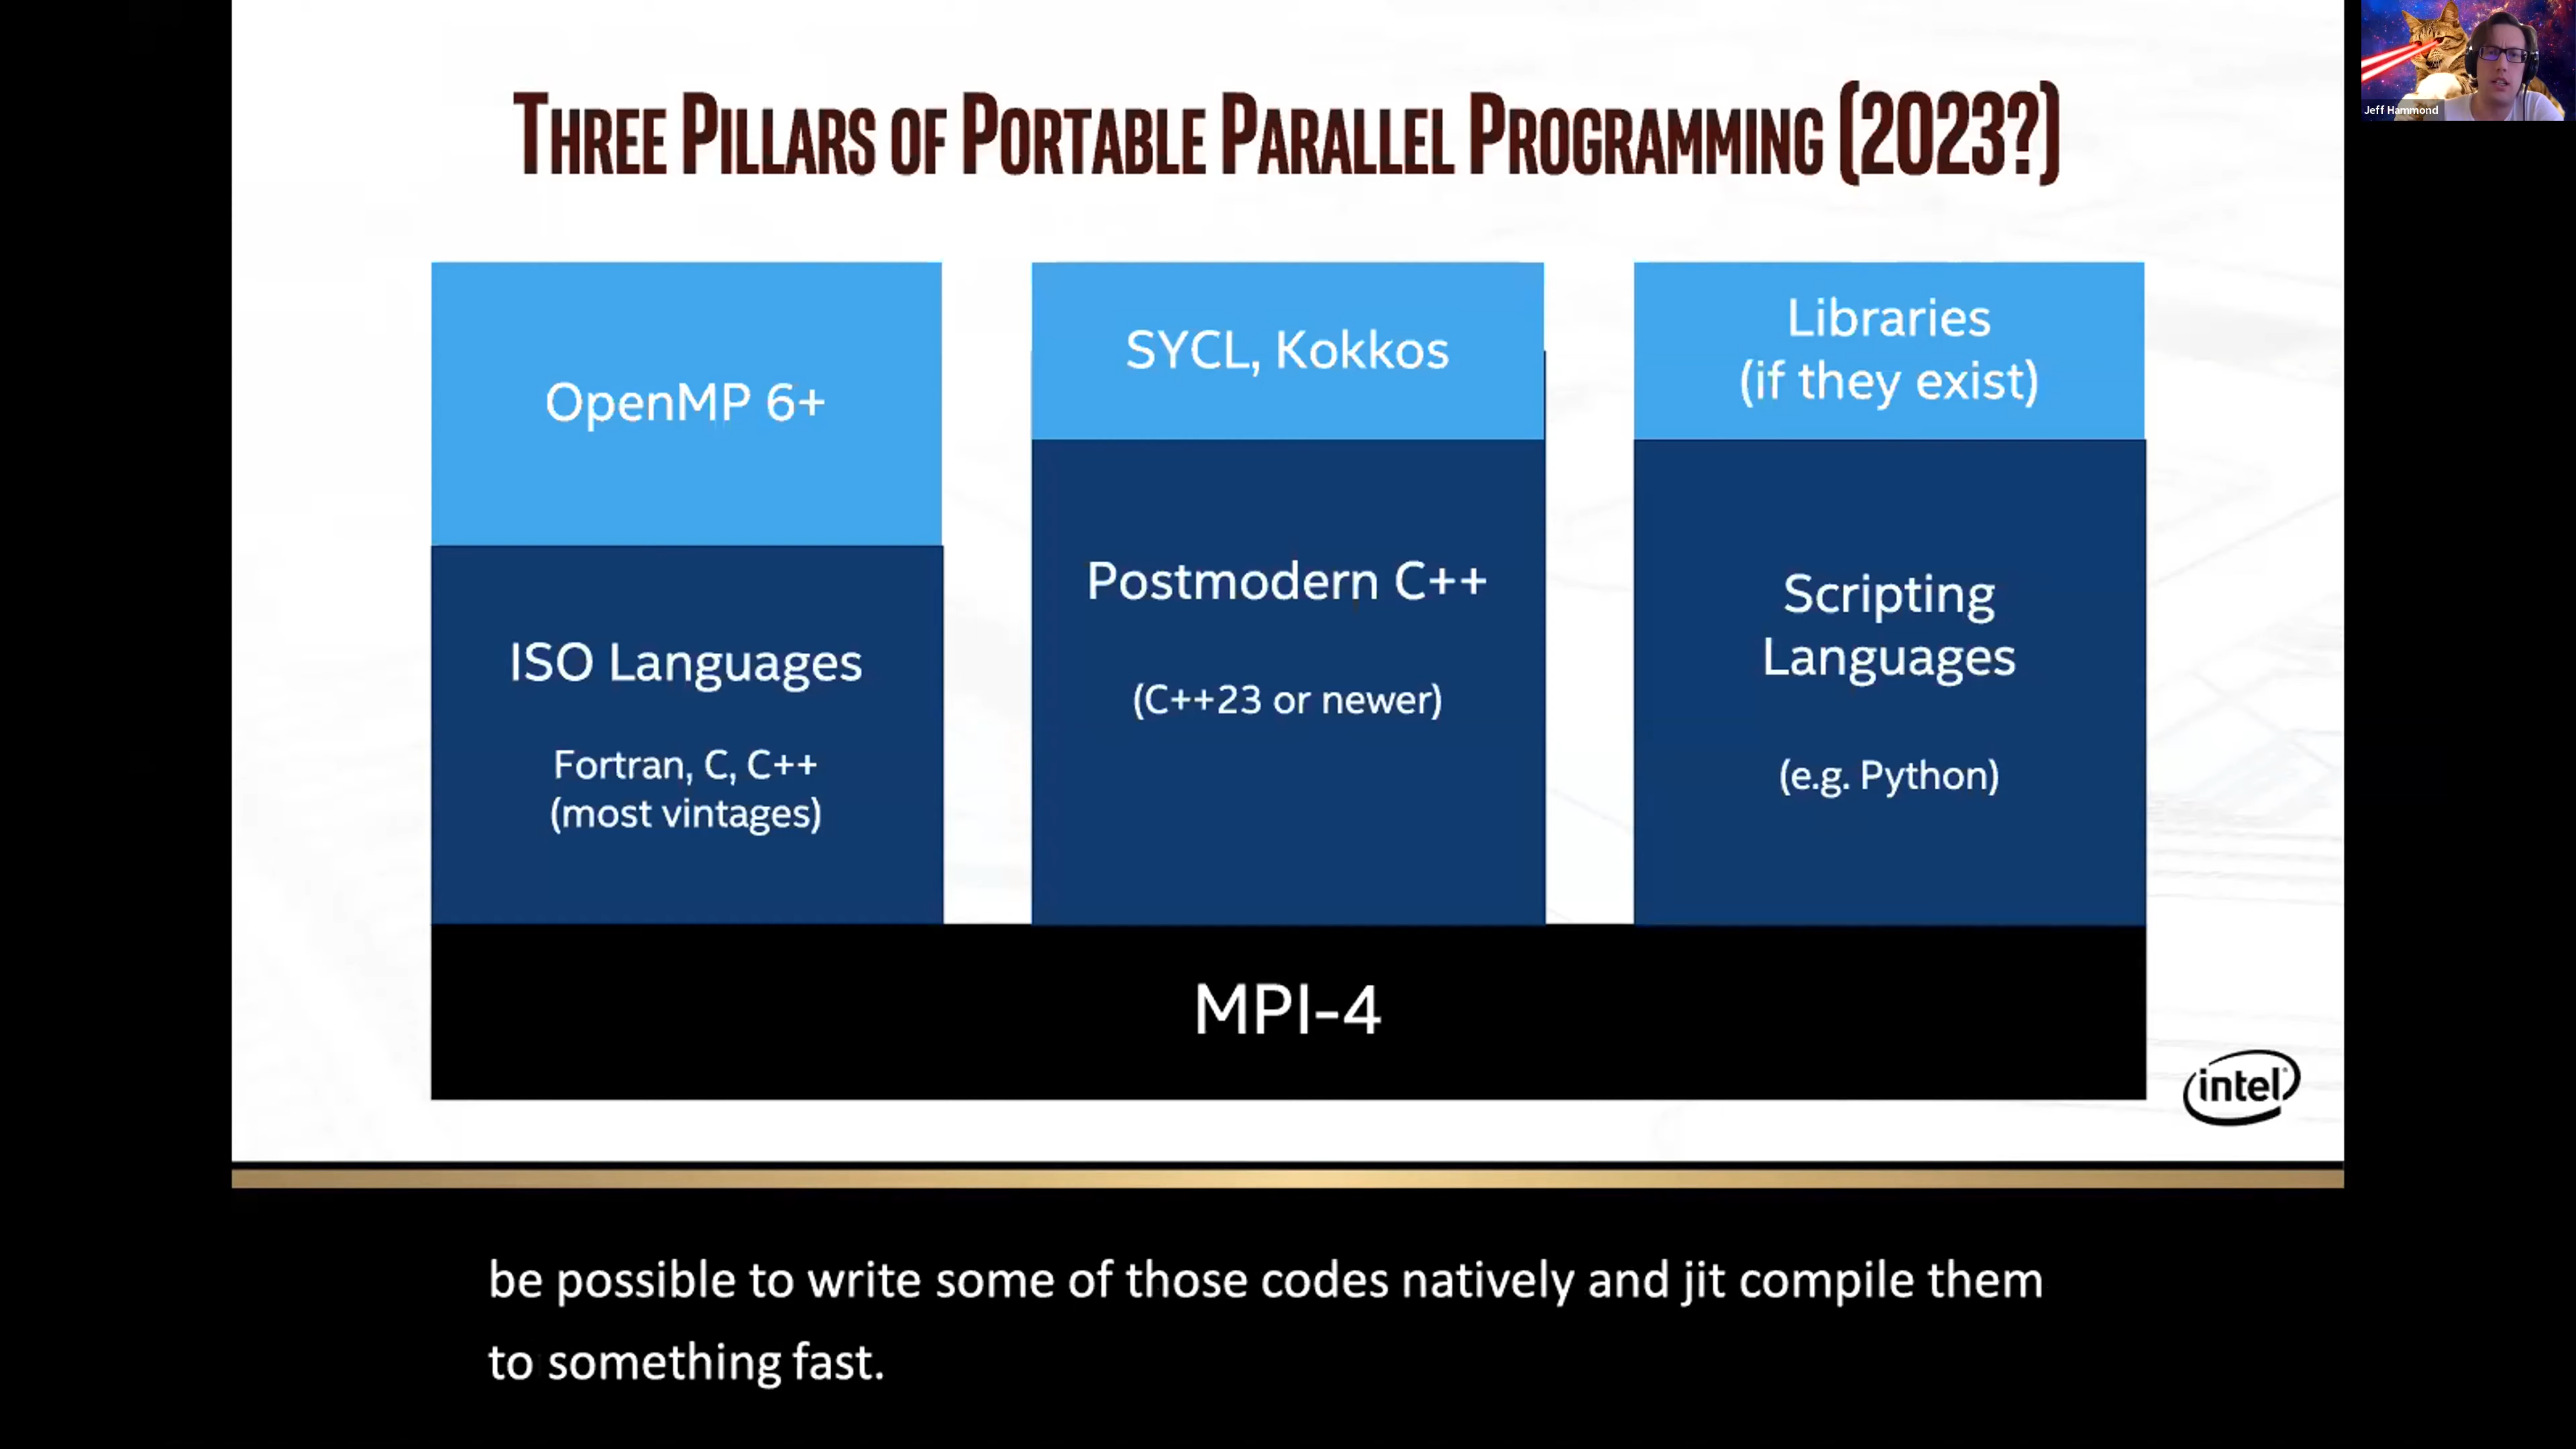 THREE PILLARS OF PORTABLE PARALLEL PROGRAMMING (2023?)
Jeff Hammond
OpenMP 6+
ISO Languages
Fortran, C, C++
(most vintages)
SYCL, Kokkos
Postmodern C++
(C++23 or newer)
Libraries
(if they exist)
Scripting
Languages
(e.g. Python)
MPI-4
intel
be possible to write some of those codes natively and jit compile them
to something fast.